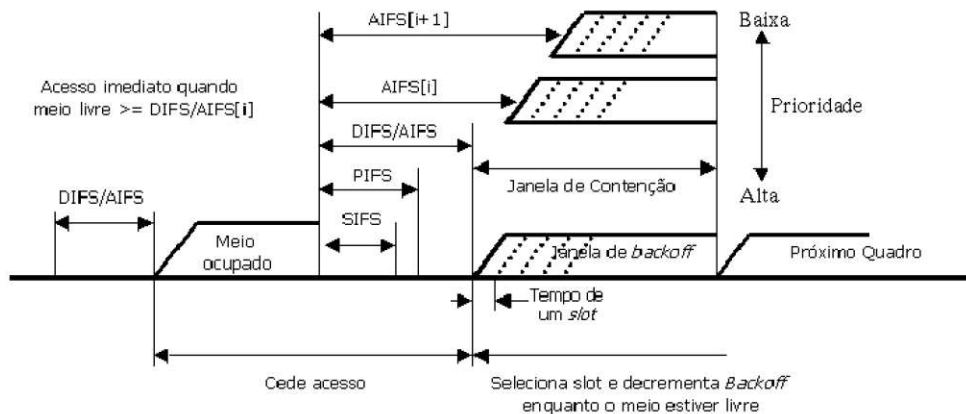 AIFS[i+1]
Baixa
Acesso imediato quando
meio livre >= DIFS/AIFS[i]
AIFS[i]
Prioridade
DIFS/AIFS
PIFS
Janela de Contenção
DIFS/AIFS
Alta
SIFS
Meio
ocupado
Janela de backoff
Próximo Quadro
Tempo de
um slot
Cede acesso
Seleciona slot e decrementa Backoff
enquanto o meio estiver livre